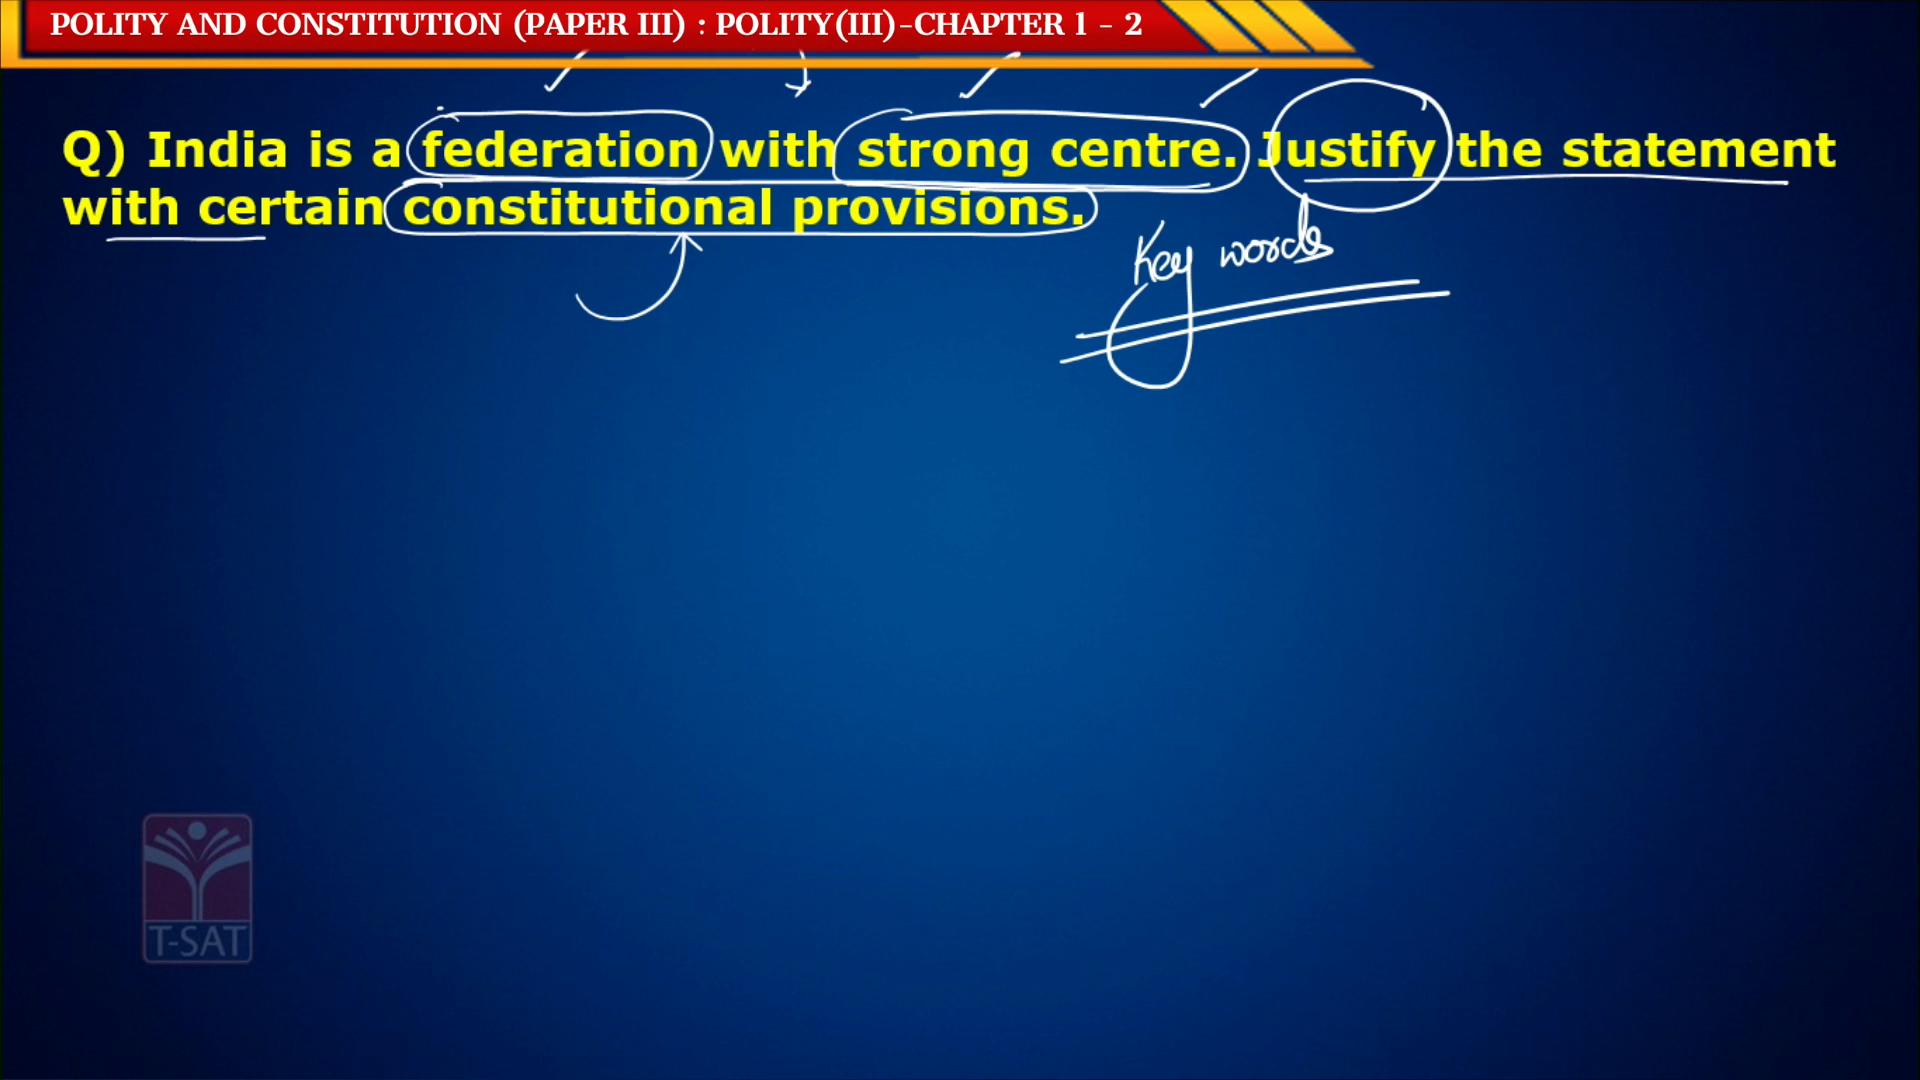 POLITY AND CONSTITUTION (PAPER III) : POLITY(III)-CHAPTER 1 - 2
Q) India is a federation with strong centre. Justify the statement
with certain constitutional provisions.
Key words
T-SAT